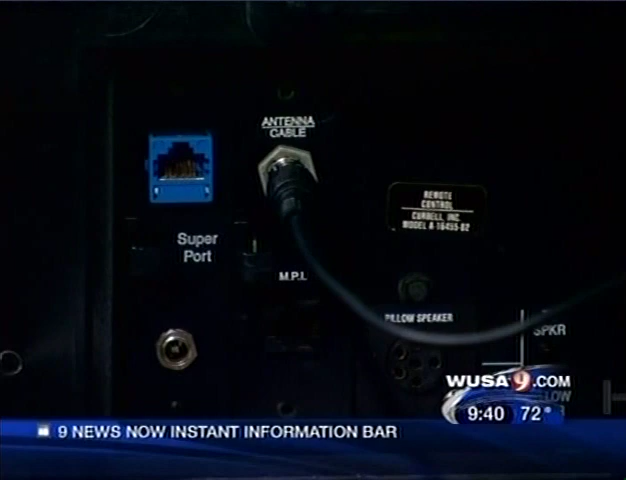 ANTENNA
CABLE
Super
Port
REMOTE
CONTROL
CURBELL, INC.
MODEL A-16455-02
M.P.I.
PILLOW SPEAKER
SPKR
WUSA9.COM
9:40 72°
9 NEWS NOW INSTANT INFORMATION BAR